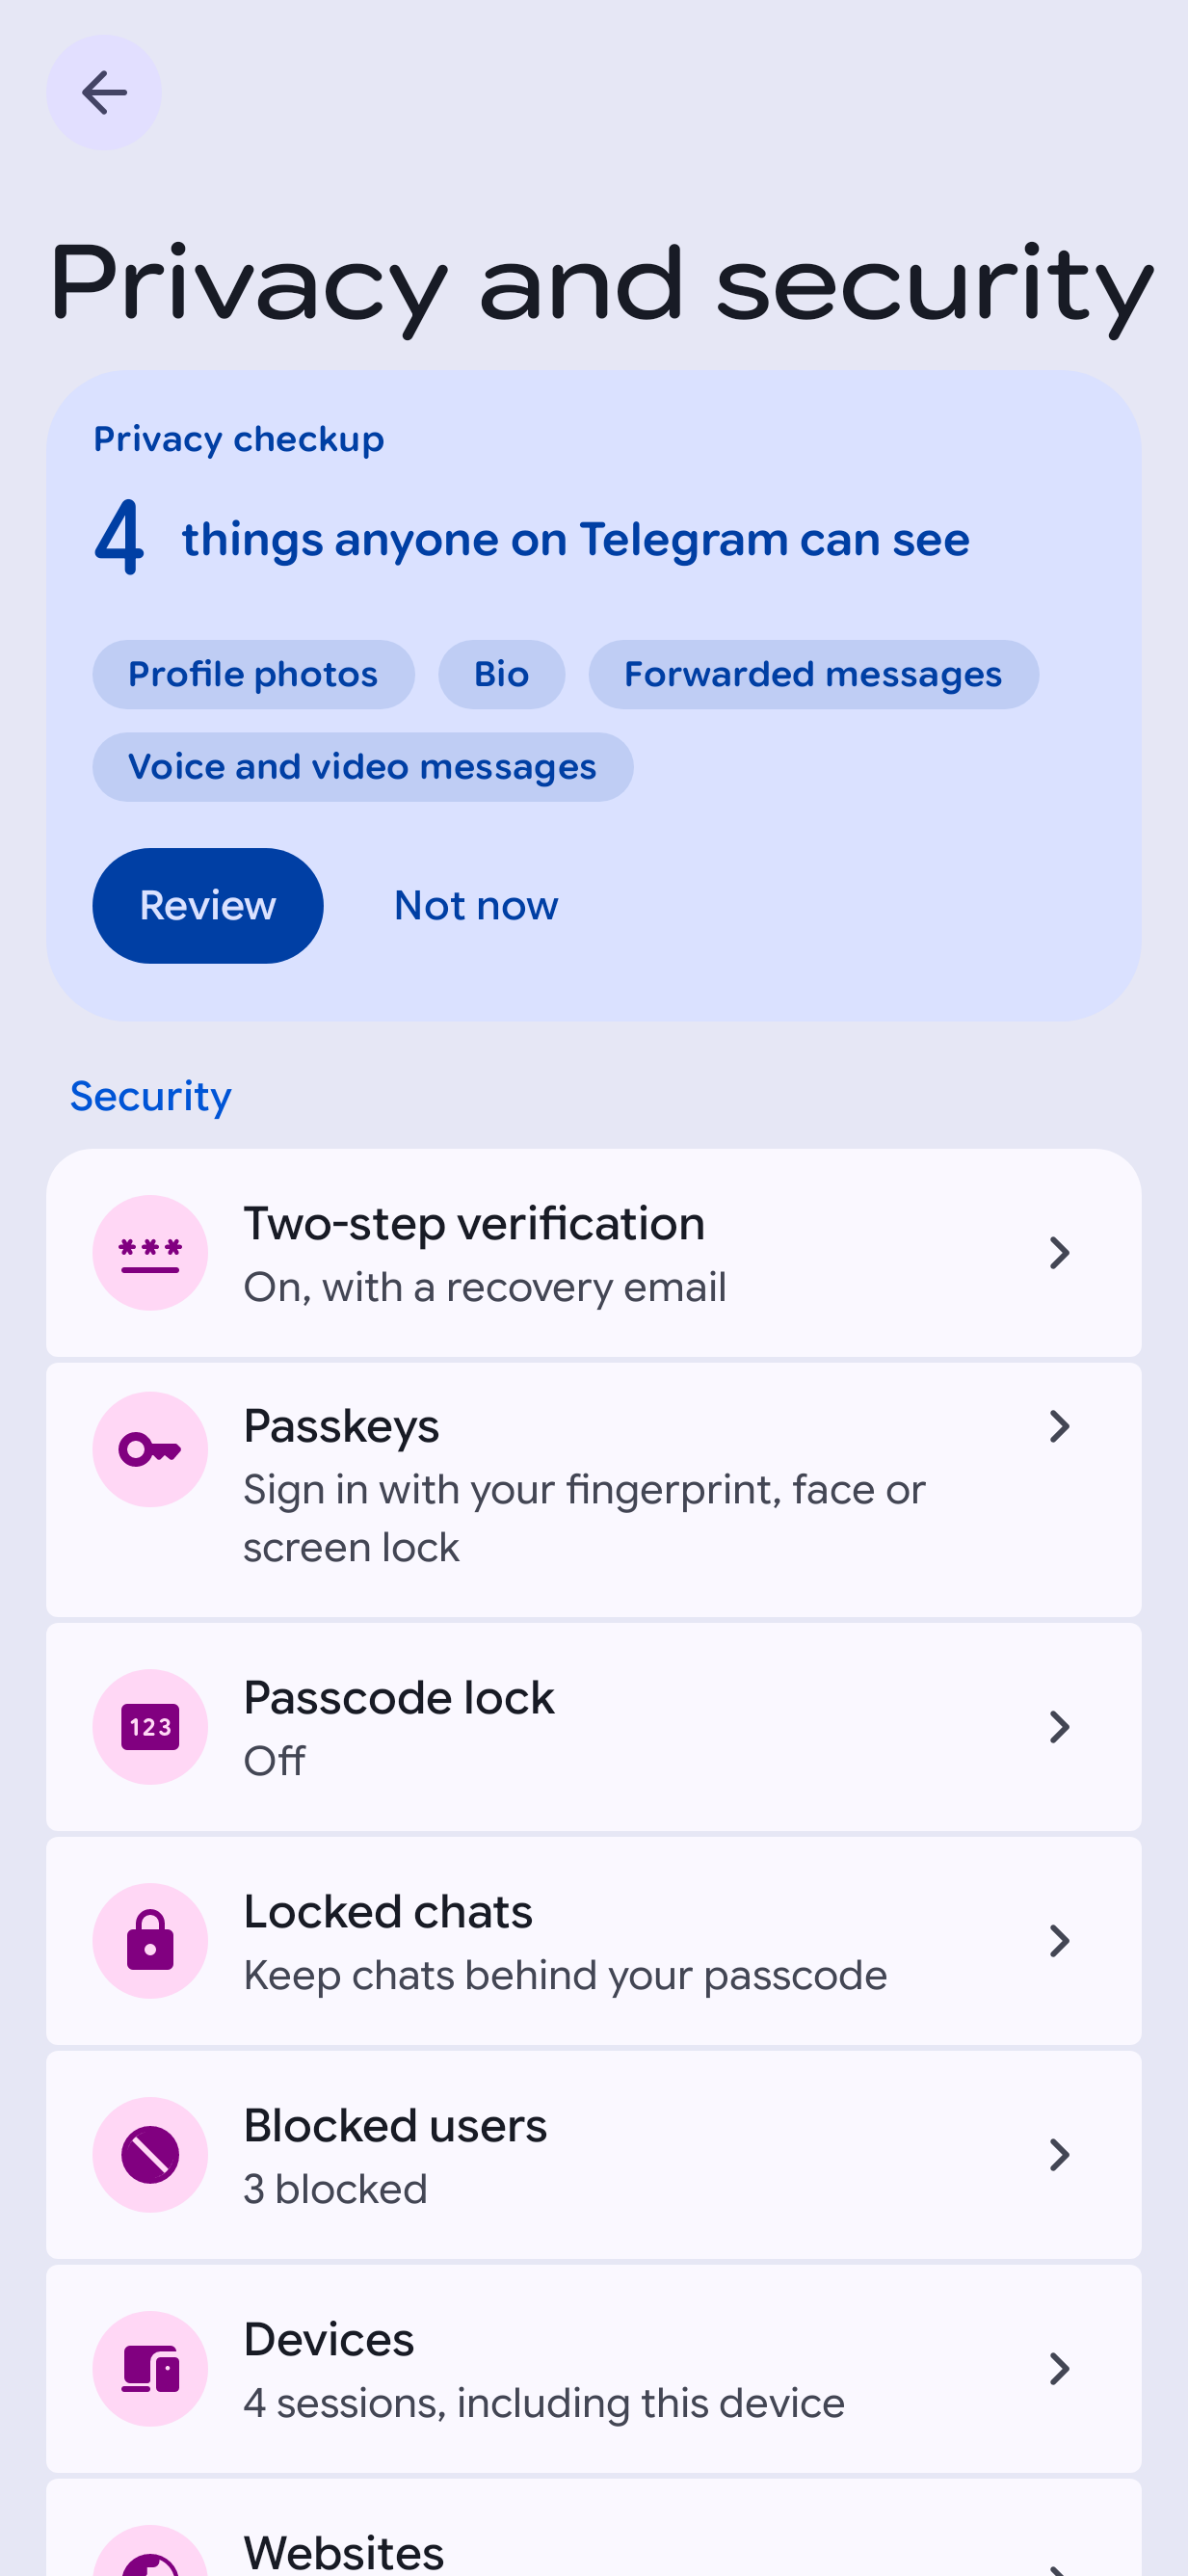 Privacy and security
Privacy checkup
4 things anyone on Telegram can see
Profile photos Bio Forwarded messages
Voice and video messages
Review Not now
Security
Two-step verification
On, with a recovery email
Passkeys
Sign in with your fingerprint, face or
screen lock
123
Passcode lock
Off
Locked chats
Keep chats behind your passcode
Blocked users
3 blocked
Devices
4 sessions, including this device
Websites